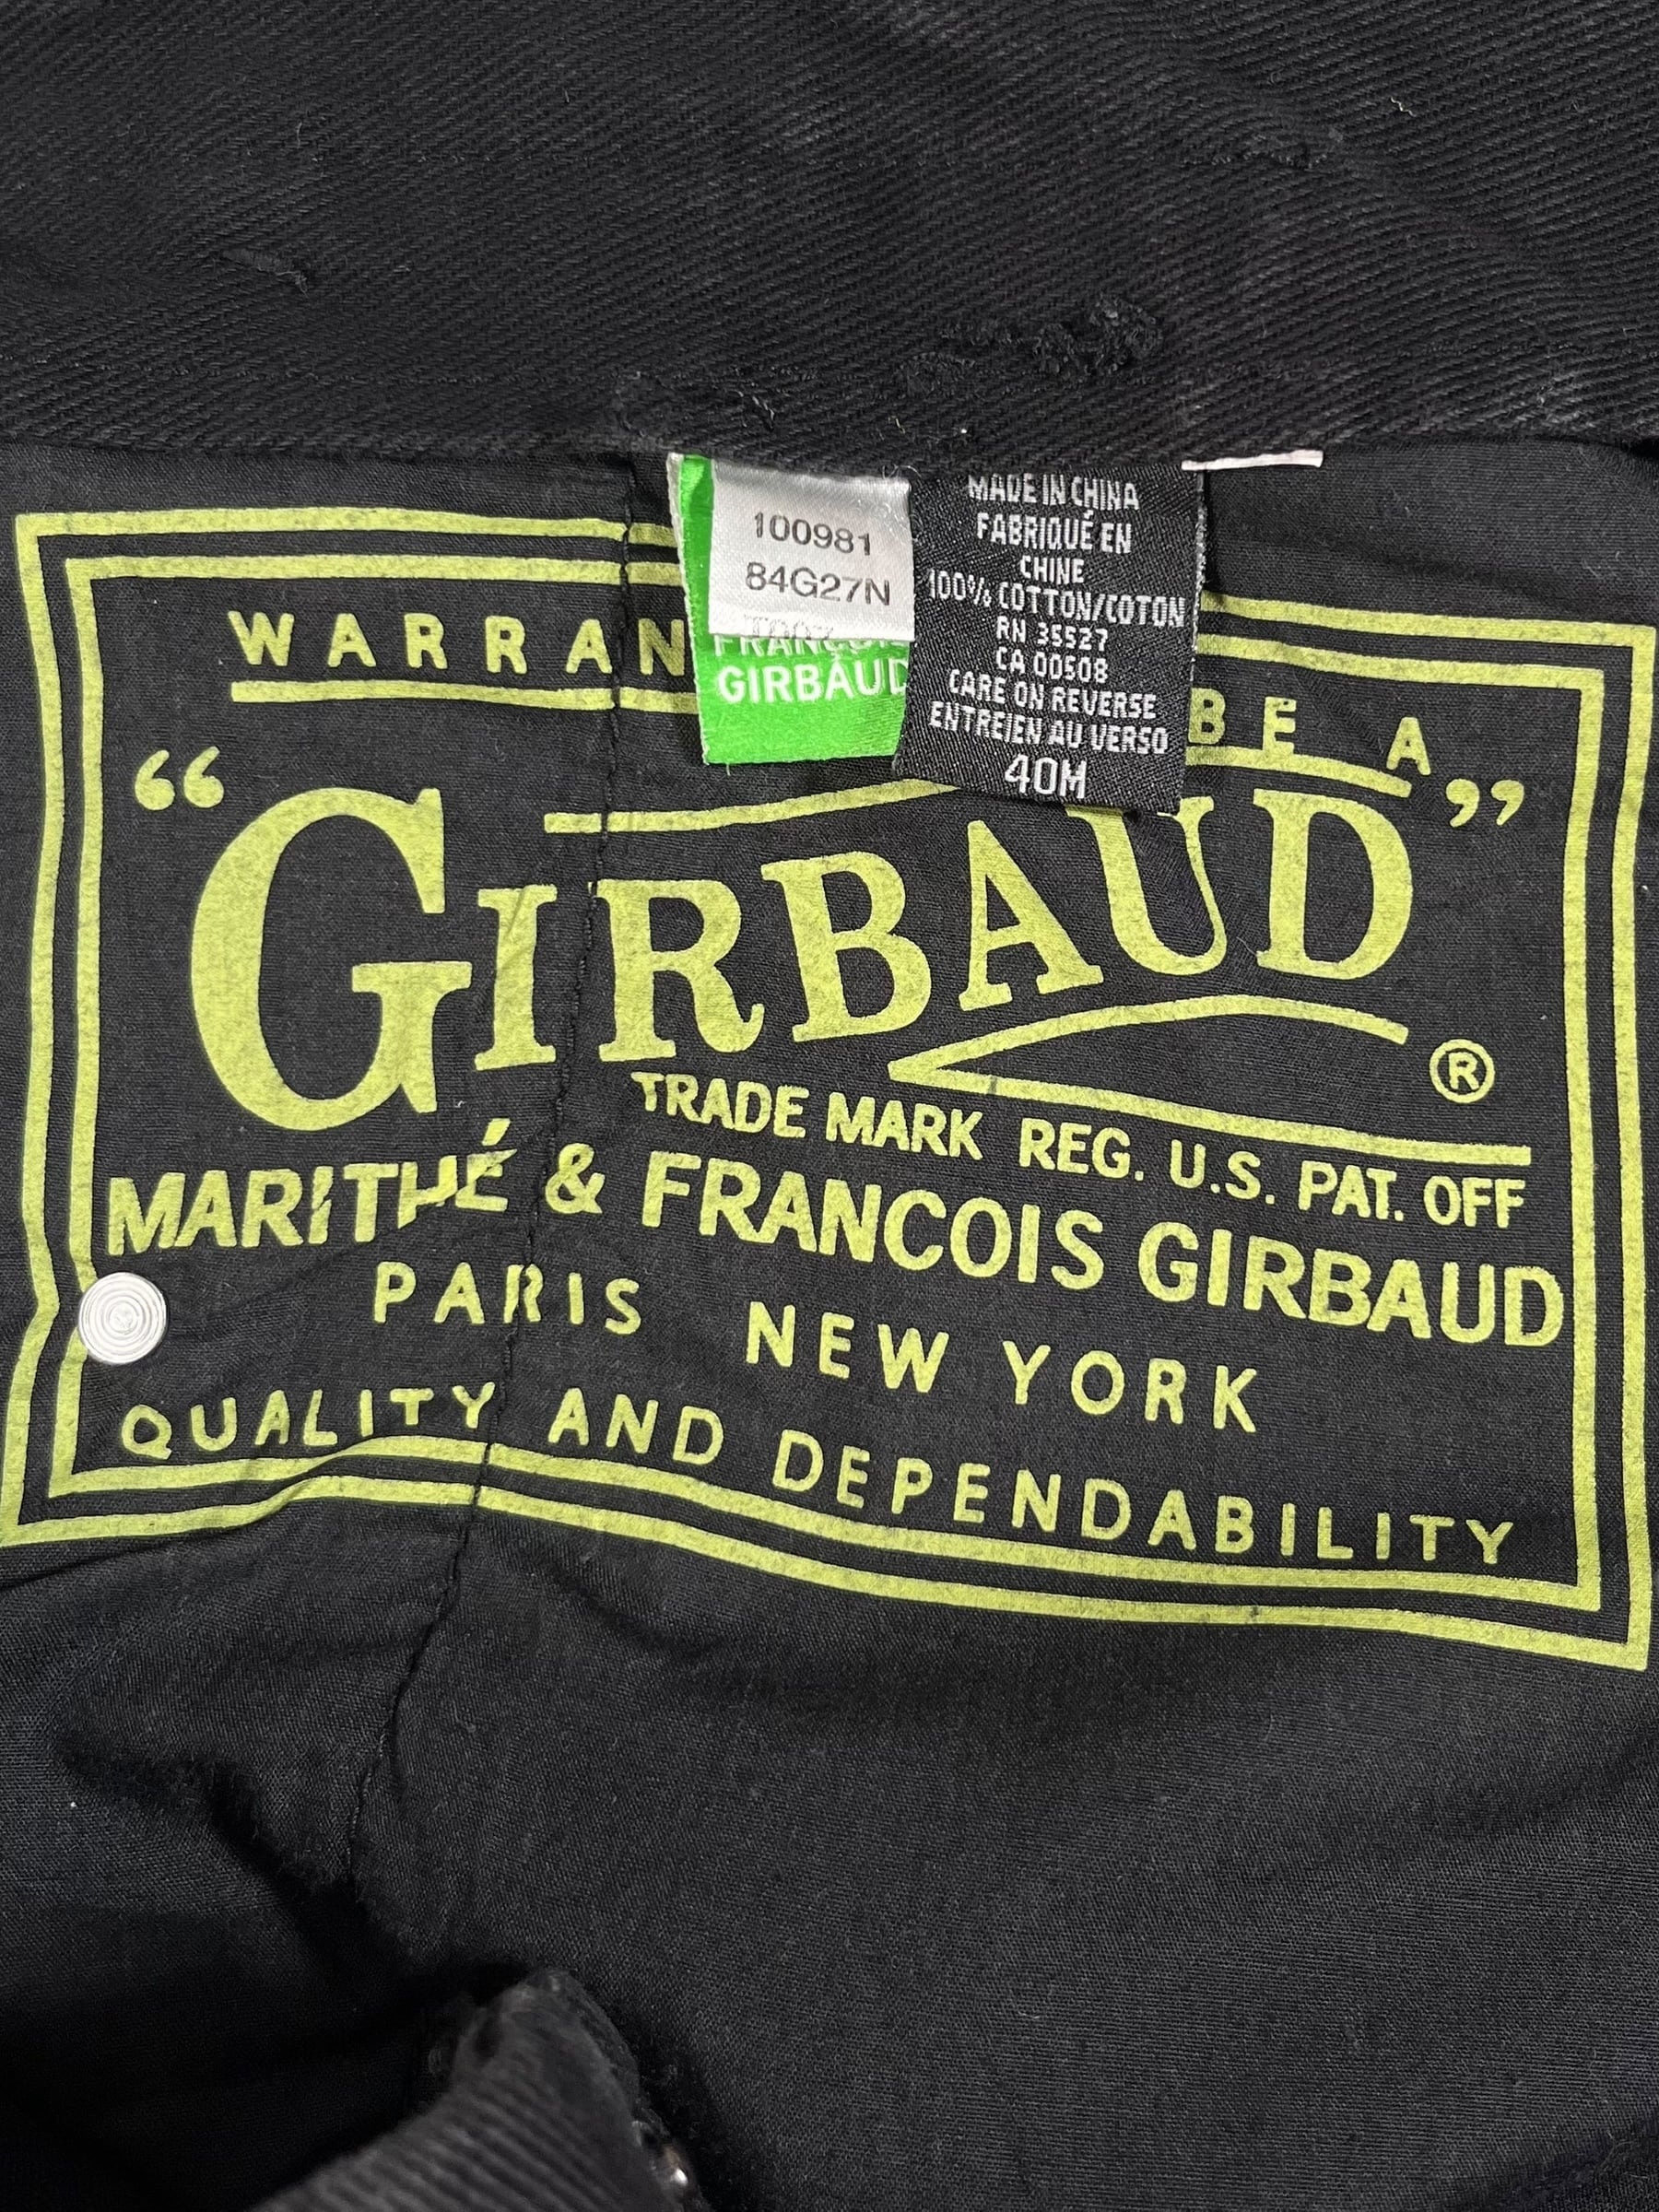 100981
84G27N
FRANÇOIS
GIRBAUD
MADE IN CHINA
FABRIQUÉ EN
CHINE
100% COTTON/COTON
RN 35527
CA 00508
CARE ON REVERSE
ENTREIEN AU VERSO
40M
WARRAN BE A
“GIRBAUD”
®
TRADE MARK REG. U.S. PAT. OFF
MARITHÉ & FRANCOIS GIRBAUD
PARIS NEW YORK
QUALITY AND DEPENDABILITY